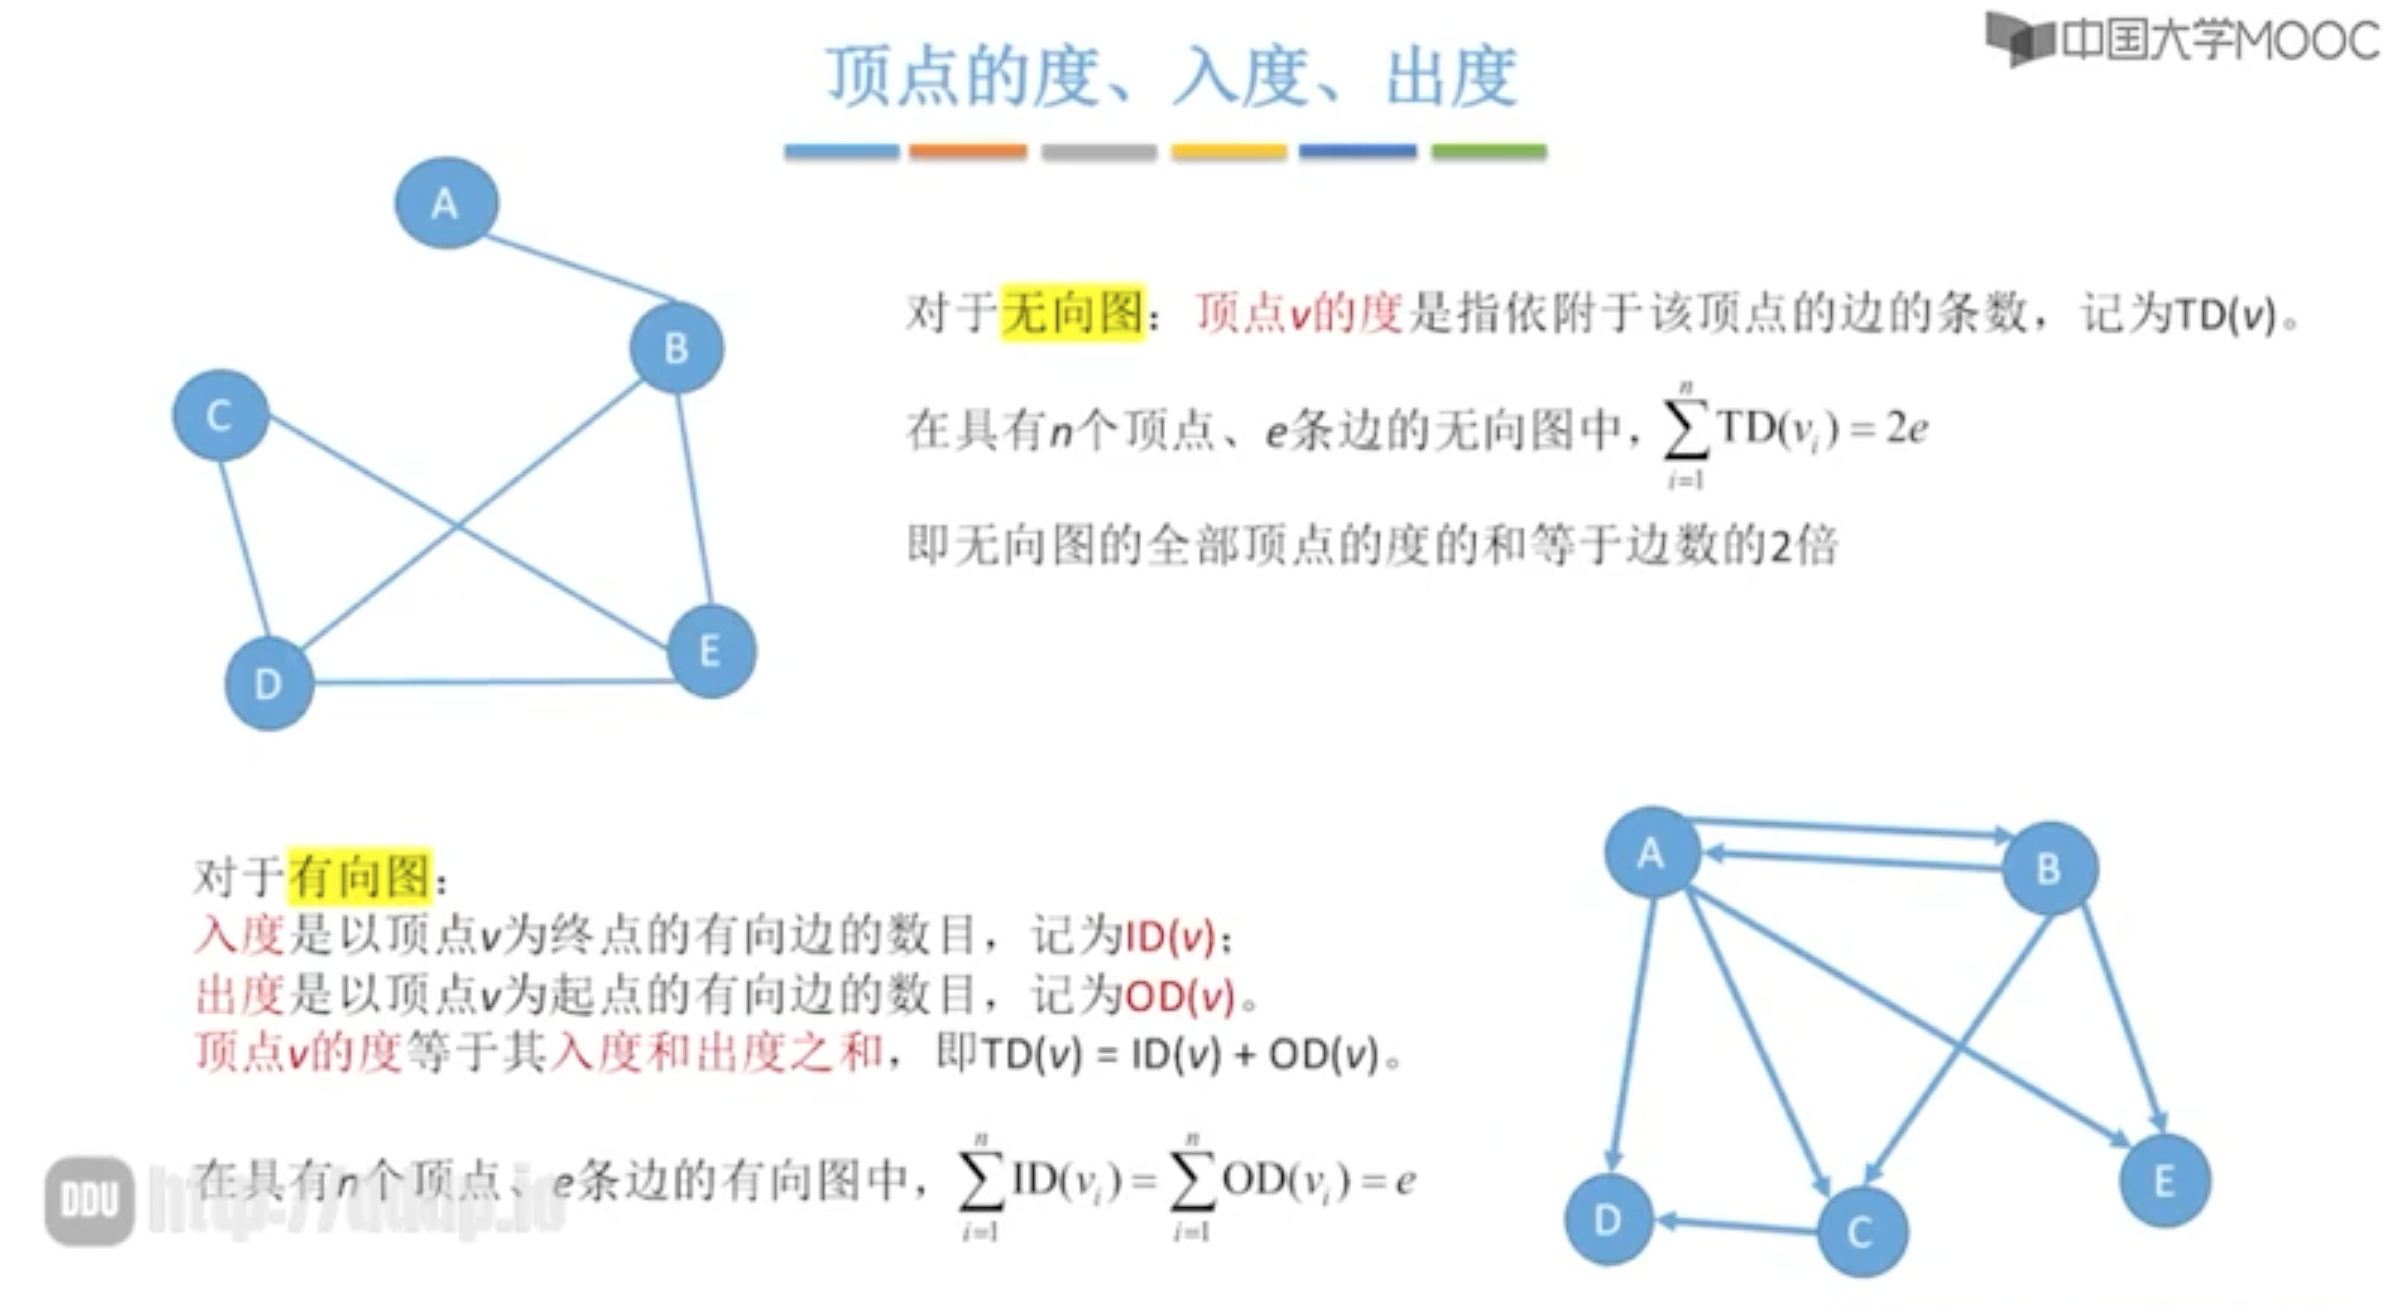 中国大学MOOC
顶点的度、入度、出度
A
B
C
D
E
对于无向图：顶点v的度是指依附于该顶点的边的条数，记为TD(v)。
在具有n个顶点、e条边的无向图中，∑_{i=1}^{n} TD(v_i) = 2e
即无向图的全部顶点的度的和等于边数的2倍
对于有向图：
入度是以顶点v为终点的有向边的数目，记为ID(v)；
出度是以顶点v为起点的有向边的数目，记为OD(v)。
顶点v的度等于其入度和出度之和，即TD(v) = ID(v) + OD(v)。
在具有n个顶点、e条边的有向图中，∑_{i=1}^{n} ID(v_i) = ∑_{i=1}^{n} OD(v_i) = e
A
B
E
D
C
DDU